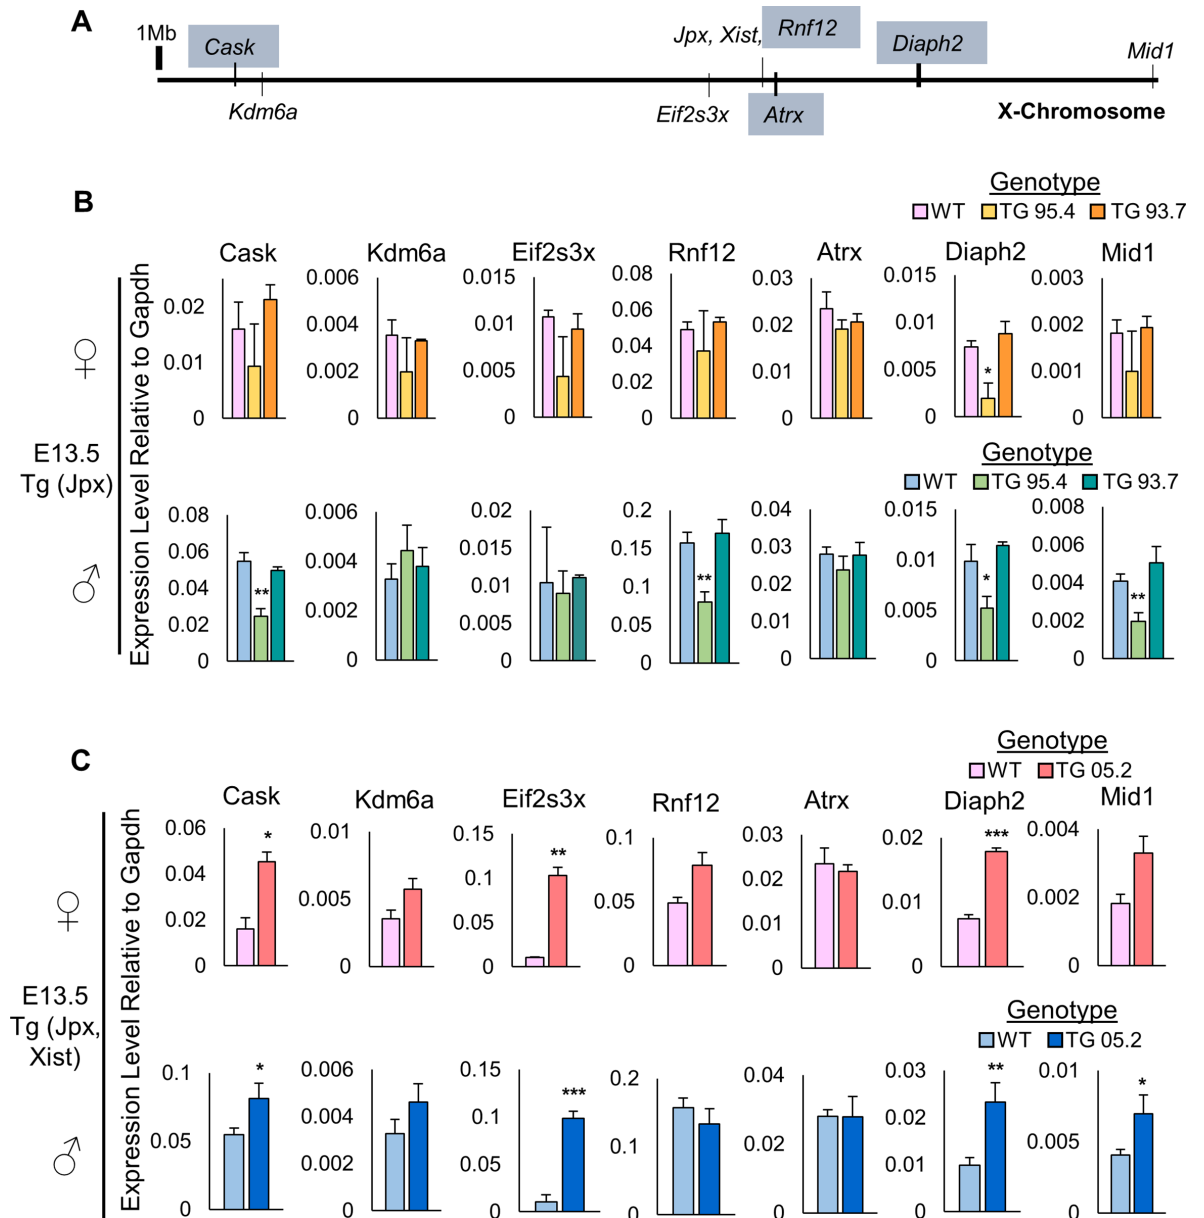 A
1Mb
Cask
Jpx, Xist,
Rnf12
Diaph2
Mid1
Kdm6a
Eif2s3x
Atrx
X-Chromosome
B
Genotype
WT TG 95.4 TG 93.7
E13.5
Tg (Jpx)
Expression Level Relative to Gapdh
♀
Cask
0.02
0.01
0
Kdm6a
0.006
0.004
0.002
0
Eif2s3x
0.015
0.01
0.005
0
Rnf12
0.08
0.06
0.04
0.02
0
Atrx
0.03
0.02
0.01
0
Diaph2
0.015
0.01
0.005
0
*
Mid1
0.003
0.002
0.001
0
Genotype
WT TG 95.4 TG 93.7
♂
0.08
0.06
0.04
0.02
0
**
0.006
0.004
0.002
0
0.02
0.015
0.01
0.005
0
0.2
0.15
0.1
0.05
0
**
0.04
0.03
0.02
0.01
0
0.015
0.01
0.005
0
*
0.008
0.006
0.004
0.002
0
**
C
Genotype
WT TG 05.2
E13.5
Tg (Jpx,
Xist)
Expression Level Relative to Gapdh
♀
Cask
0.06
0.04
0.02
0
*
Kdm6a
0.01
0.005
0
Eif2s3x
0.15
0.1
0.05
0
**
Rnf12
0.1
0.05
0
Atrx
0.03
0.02
0.01
0
Diaph2
0.02
0.01
0
***
Mid1
0.004
0.002
0
Genotype
WT TG 05.2
♂
0.1
0.05
0
*
0.006
0.004
0.002
0
0.15
0.1
0.05
0
***
0.2
0.1
0
0.04
0.02
0
0.03
0.02
0.01
0
**
0.01
0.005
0
*